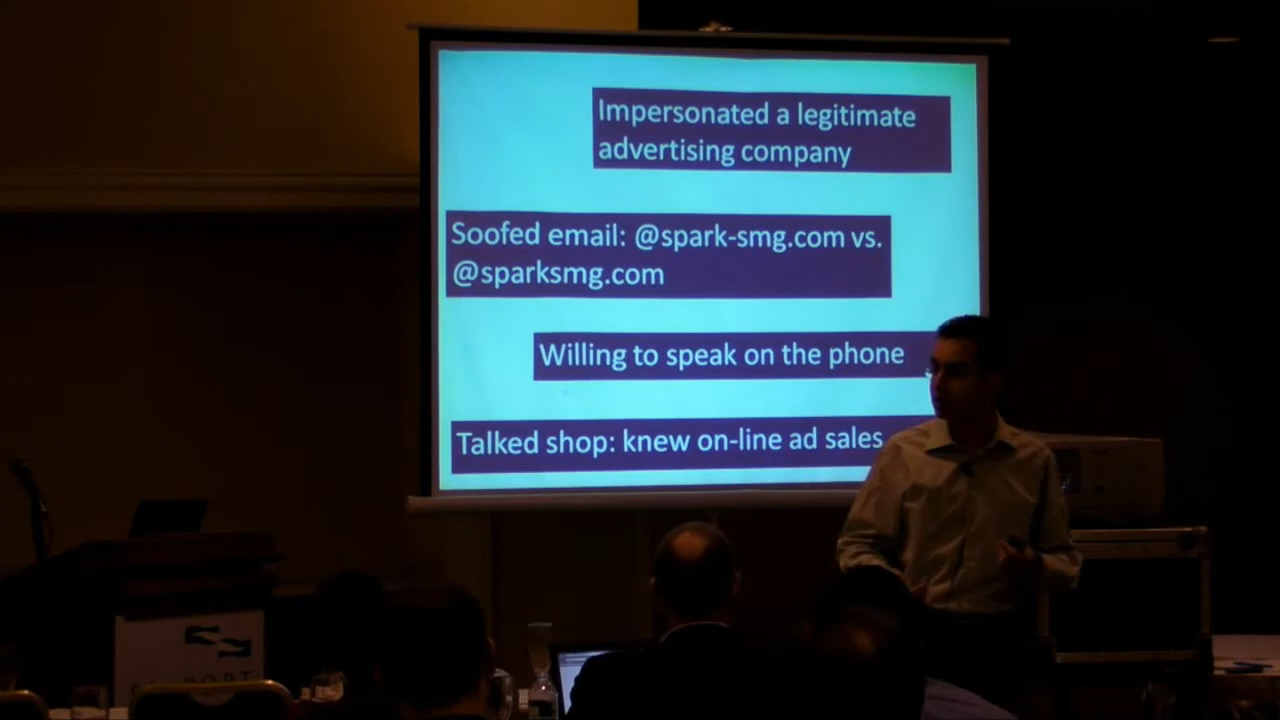 Impersonated a legitimate
advertising company
Soofed email: @spark-smg.com vs.
@sparksmg.com
Willing to speak on the phone
Talked shop: knew on-line ad sales